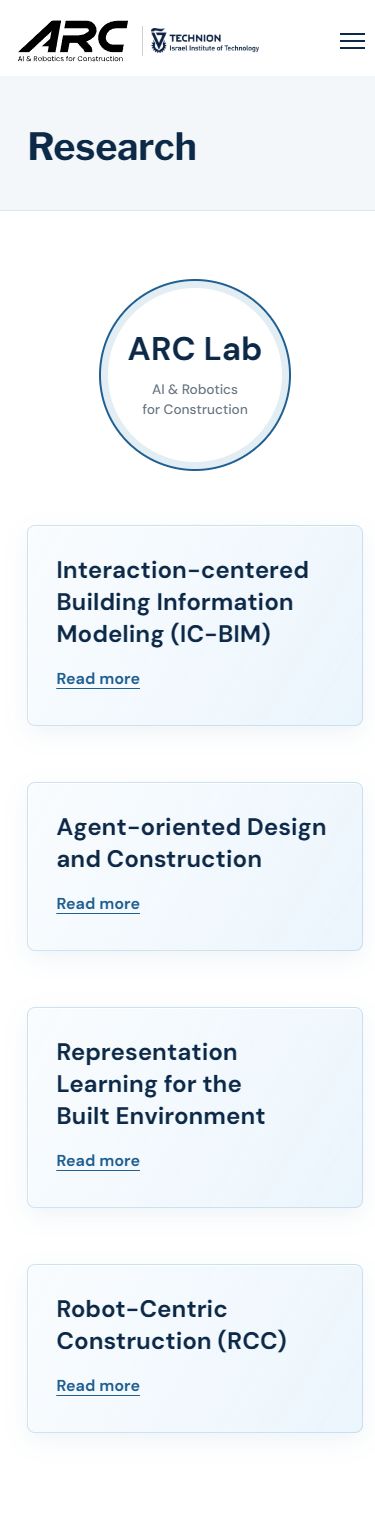 ARC
AI & Robotics for Construction
TECHNION
Israel Institute of Technology
Research
ARC Lab
AI & Robotics
for Construction
Interaction-centered
Building Information
Modeling (IC-BIM)
Read more
Agent-oriented Design
and Construction
Read more
Representation
Learning for the
Built Environment
Read more
Robot-Centric
Construction (RCC)
Read more